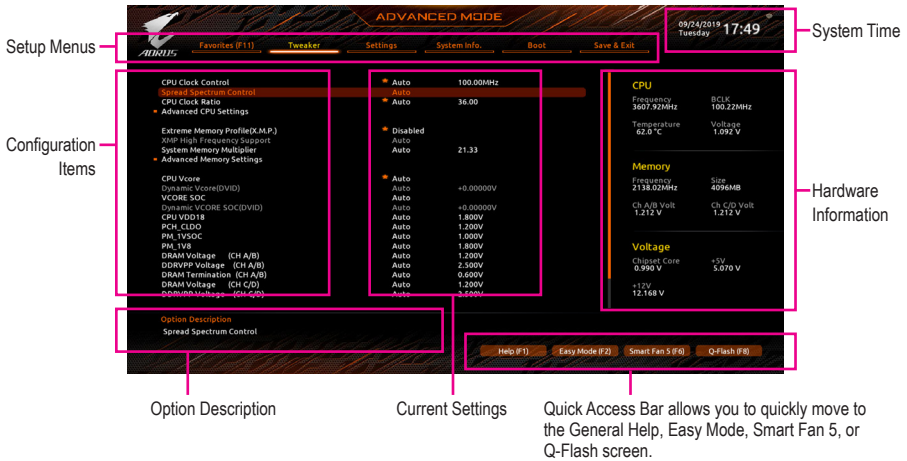 ADVANCED MODE
09/24/2019 17:49
Tuesday
System Time
Setup Menus
AORUS
Favorites (F11) Tweaker Settings System Info. Boot Save & Exit
Configuration
Items
CPU Clock Control Auto 100.00MHz
Spread Spectrum Control Auto
CPU Clock Ratio Auto 36.00
Advanced CPU Settings
Extreme Memory Profile(X.M.P.) Disabled
XMP High Frequency Support Auto
System Memory Multiplier Auto 21.33
Advanced Memory Settings
CPU Vcore Auto
Dynamic Vcore(DVID) Auto +0.00000V
VCORE SOC Auto
Dynamic VCORE SOC(DVID) Auto +0.00000V
CPU VDD18 Auto 1.800V
PCH_CLDO Auto 1.200V
PM_1VSOC Auto 1.000V
PM_1V8 Auto 1.800V
DRAM Voltage (CH A/B) Auto 1.200V
DDRVPP Voltage (CH A/B) Auto 2.500V
DRAM Termination (CH A/B) Auto 0.600V
DRAM Voltage (CH C/D) Auto 1.200V
DDRVPP Voltage (CH C/D) Auto 2.500V
CPU
Frequency BCLK
3607.92MHz 100.22MHz
Temperature Voltage
62.0 °C 1.092 V
Memory
Frequency Size
2138.02MHz 4096MB
Ch A/B Volt Ch C/D Volt
1.212 V 1.212 V
Voltage
Chipset Core +5V
0.990 V 5.070 V
+12V
12.168 V
Hardware
Information
Option Description
Spread Spectrum Control
Help (F1) Easy Mode (F2) Smart Fan 5 (F6) Q-Flash (F8)
Option Description
Current Settings
Quick Access Bar allows you to quickly move to
the General Help, Easy Mode, Smart Fan 5, or
Q-Flash screen.